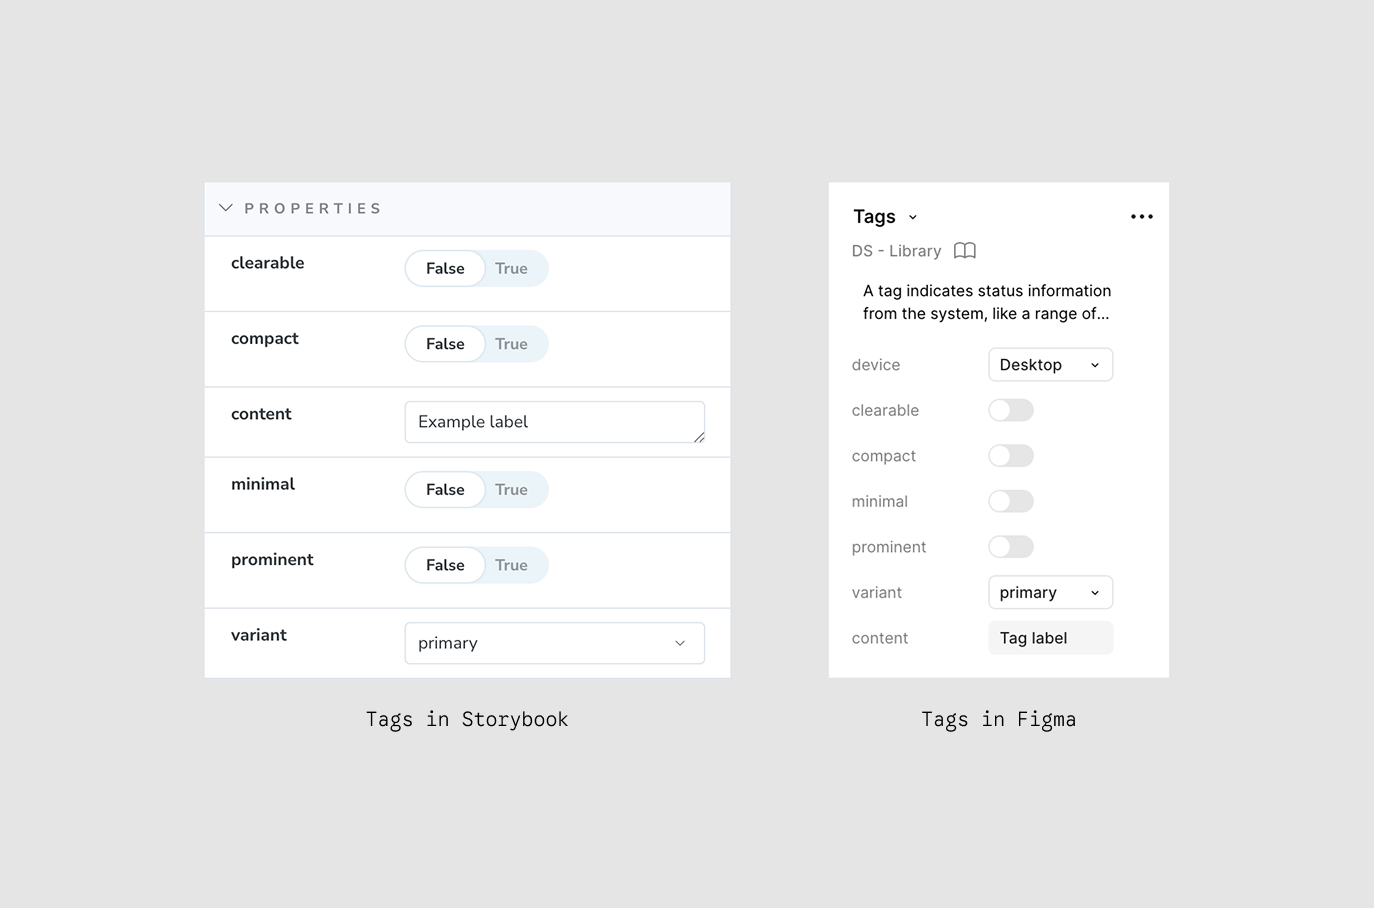 PROPERTIES
clearable False True
compact False True
content Example label
minimal False True
prominent False True
variant primary
Tags in Storybook
Tags
DS - Library
A tag indicates status information
from the system, like a range of...
device Desktop
clearable
compact
minimal
prominent
variant primary
content Tag label
Tags in Figma